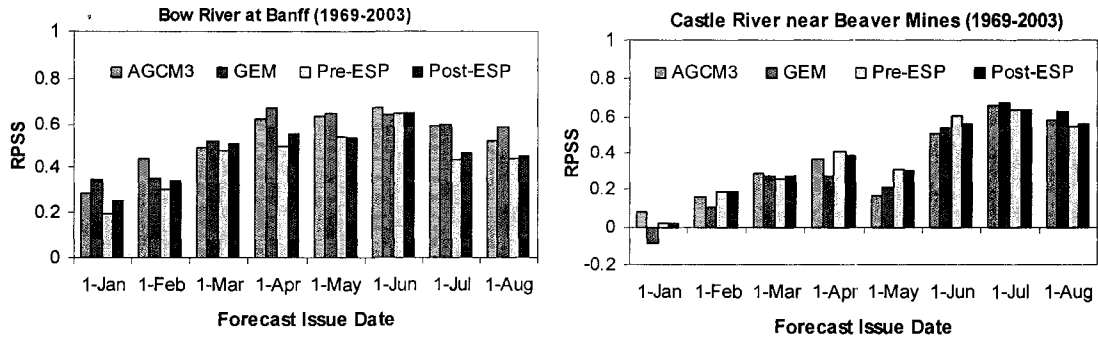 Bow River at Banff (1969-2003)
1
0.8
0.6
0.4
0.2
0
RPSS
AGCM3 GEM Pre-ESP Post-ESP
1-Jan 1-Feb 1-Mar 1-Apr 1-May 1-Jun 1-Jul 1-Aug
Forecast Issue Date
Castle River near Beaver Mines (1969-2003)
1
0.8
0.6
0.4
0.2
0
-0.2
RPSS
AGCM3 GEM Pre-ESP Post-ESP
1-Jan 1-Feb 1-Mar 1-Apr 1-May 1-Jun 1-Jul 1-Aug
Forecast Issue Date